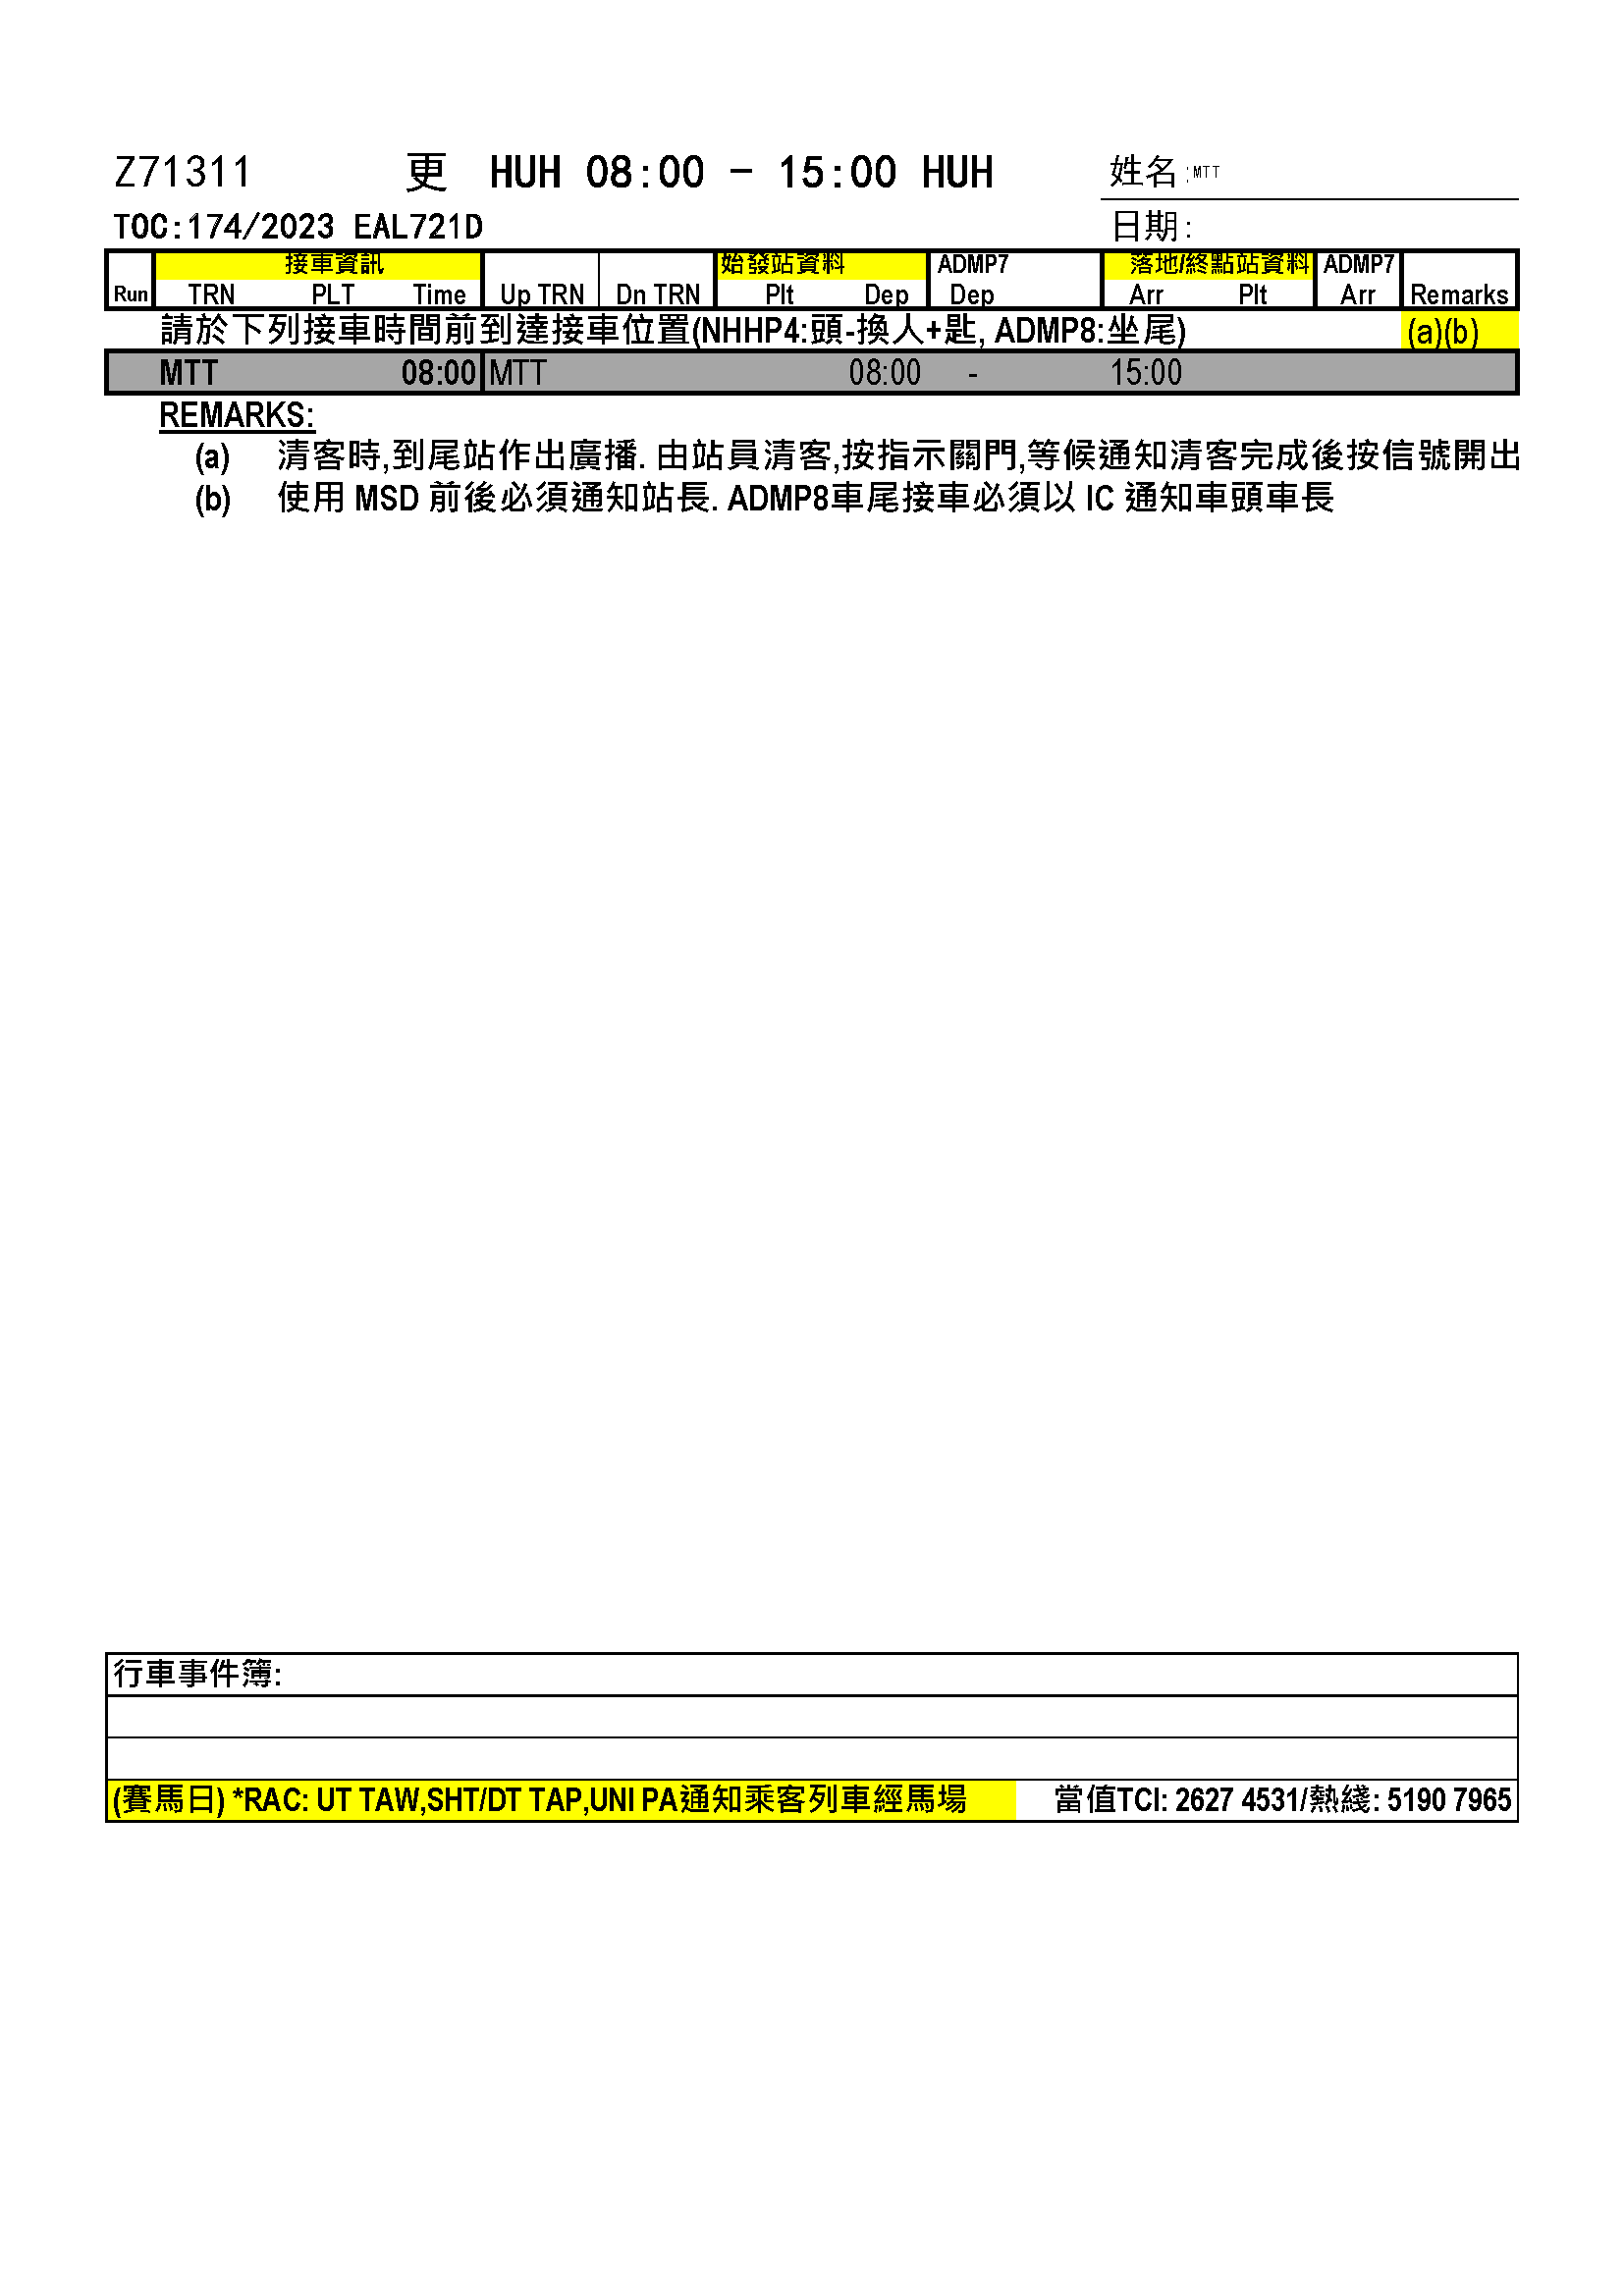 Z71311 更 HUH 08:00 - 15:00 HUH 姓名:MTT
TOC:174/2023 EAL721D 日期:
接車資訊 始發站資料 ADMP7 落地/終點站資料 ADMP7
Run TRN PLT Time Up TRN Dn TRN Plt Dep Dep Arr Plt Arr Remarks
請於下列接車時間前到達接車位置(NHHP4:頭-換人+匙, ADMP8:坐尾) (a)(b)
MTT 08:00 MTT 08:00 - 15:00
REMARKS:
(a) 清客時,到尾站作出廣播. 由站員清客,按指示關門,等候通知清客完成後按信號開出
(b) 使用 MSD 前後必須通知站長. ADMP8車尾接車必須以 IC 通知車頭車長
行車事件簿:
(賽馬日) *RAC: UT TAW,SHT/DT TAP,UNI PA通知乘客列車經馬場 當值TCI: 2627 4531/熱綫: 5190 7965